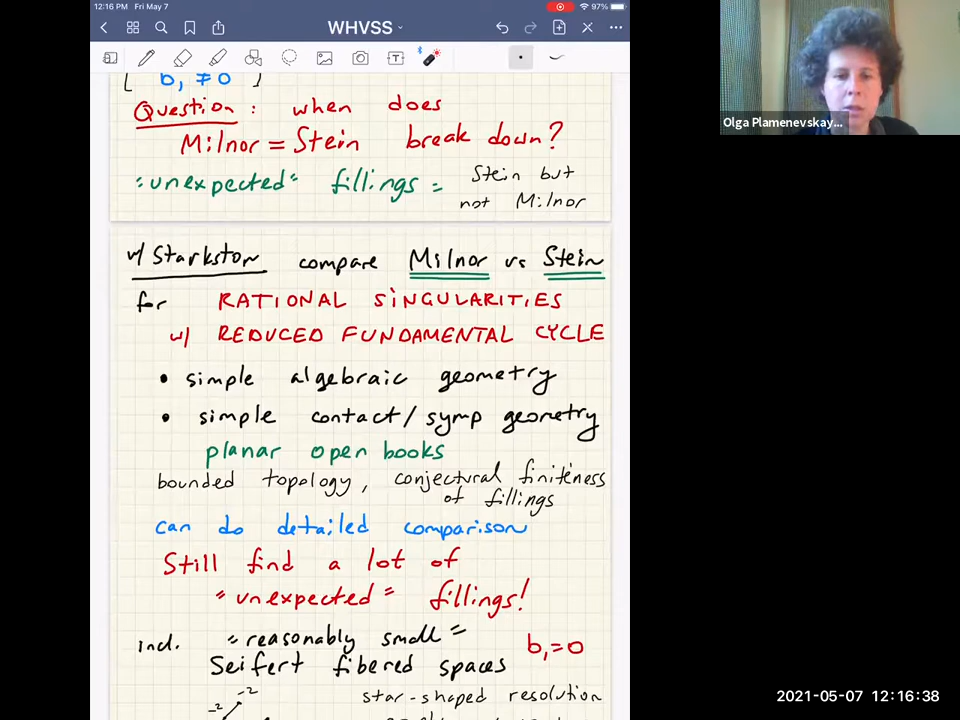 12:16 PM Fri May 7
97%
WHVSS
[ b₁ ≠ 0 ]
Question : when does
Milnor = Stein break down?
"unexpected" fillings = Stein but
not Milnor
w/ Starkston compare Milnor vs Stein
for RATIONAL SINGULARITIES
w/ REDUCED FUNDAMENTAL CYCLE
• simple algebraic geometry
• simple contact/symp geometry
planar open books
bounded topology, conjectural finiteness
of fillings
can do detailed comparison
Still find a lot of
"unexpected" fillings!
incl. "reasonably small" b₁=0
Seifert fibered spaces
-2 -2 star-shaped resolution
Olga Plamenevskay...
2021-05-07 12:16:38